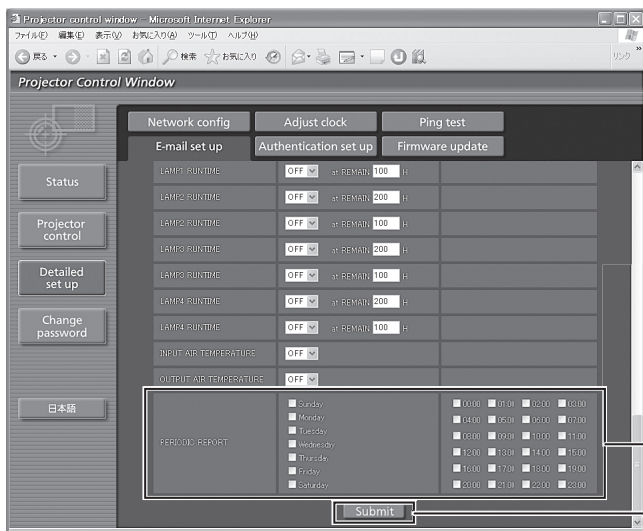 Projector control window - Microsoft Internet Explorer
ファイル(F) 編集(E) 表示(V) お気に入り(A) ツール(T) ヘルプ(H)
戻る 検索 お気に入り リンク
Projector Control Window
Network config Adjust clock Ping test
E-mail set up Authentication set up Firmware update
Status
Projector control
Detailed set up
Change password
日本語
LAMP1 RUNTIME OFF at REMAIN 100 H
LAMP2 RUNTIME OFF at REMAIN 200 H
LAMP2 RUNTIME OFF at REMAIN 100 H
LAMP3 RUNTIME OFF at REMAIN 200 H
LAMP3 RUNTIME OFF at REMAIN 100 H
LAMP4 RUNTIME OFF at REMAIN 200 H
LAMP4 RUNTIME OFF at REMAIN 100 H
INPUT AIR TEMPERATURE OFF
OUTPUT AIR TEMPERATURE OFF
PERIODIC REPORT
Sunday
Monday
Tuesday
Wednesday
Thursday
Friday
Saturday
00:00 01:00 02:00 03:00
04:00 05:00 06:00 07:00
08:00 09:00 10:00 11:00
12:00 13:00 14:00 15:00
16:00 17:00 18:00 19:00
20:00 21:00 22:00 23:00
Submit